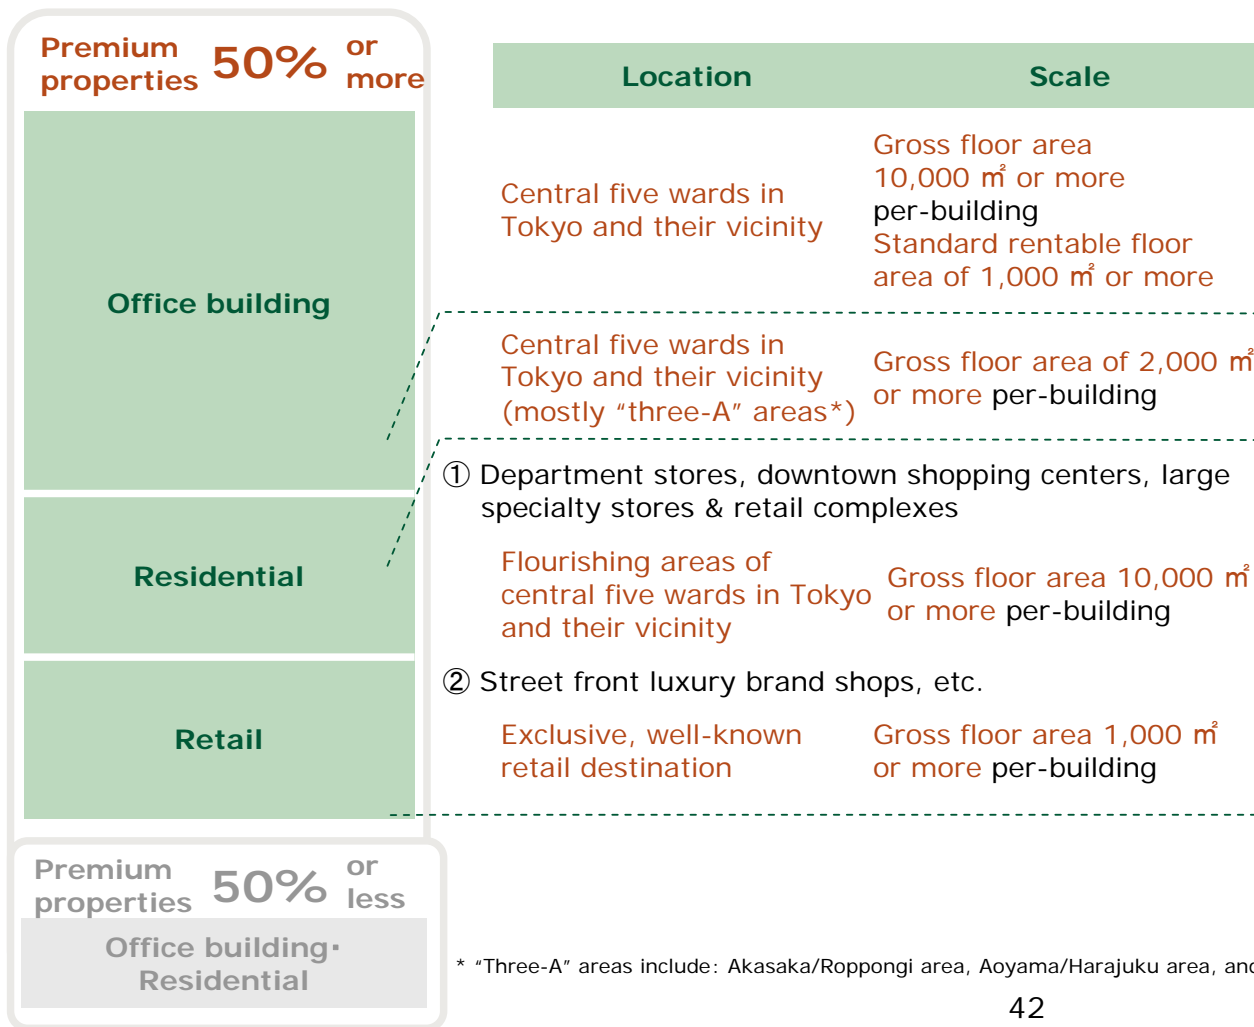 Premium properties 50% or more
Office building
Residential
Retail
Premium properties 50% or less
Office building・
Residential
Location
Scale
Central five wards in
Tokyo and their vicinity
Gross floor area
10,000 ㎡ or more
per-building
Standard rentable floor
area of 1,000 ㎡ or more
Central five wards in
Tokyo and their vicinity
(mostly “three-A” areas*)
Gross floor area of 2,000 ㎡
or more per-building
① Department stores, downtown shopping centers, large
specialty stores & retail complexes
Flourishing areas of
central five wards in Tokyo
and their vicinity
Gross floor area 10,000 ㎡
or more per-building
② Street front luxury brand shops, etc.
Exclusive, well-known
retail destination
Gross floor area 1,000 ㎡
or more per-building
* “Three-A” areas include: Akasaka/Roppongi area, Aoyama/Harajuku area, and
42